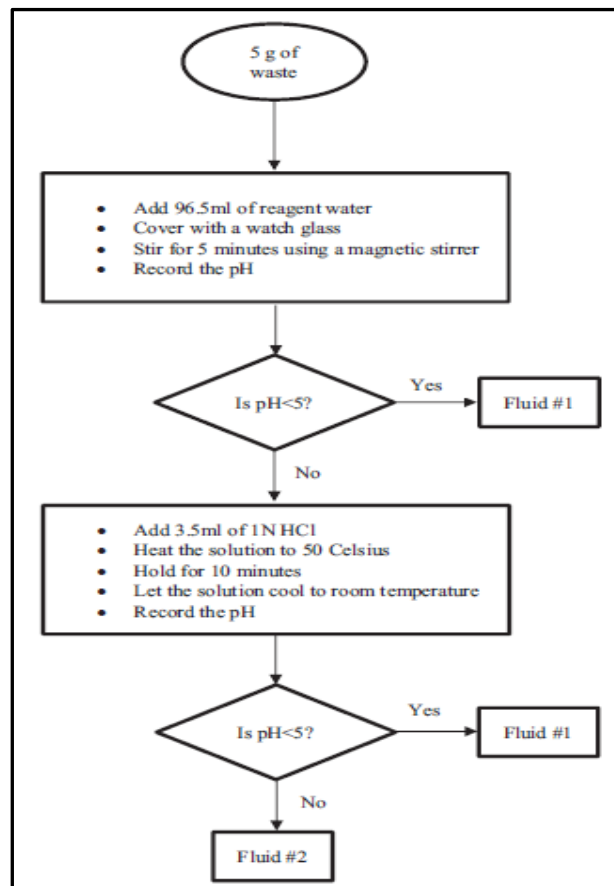 5 g of
waste
• Add 96.5ml of reagent water
• Cover with a watch glass
• Stir for 5 minutes using a magnetic stirrer
• Record the pH
Is pH<5?
Yes
Fluid #1
No
• Add 3.5ml of 1N HCl
• Heat the solution to 50 Celsius
• Hold for 10 minutes
• Let the solution cool to room temperature
• Record the pH
Is pH<5?
Yes
Fluid #1
No
Fluid #2